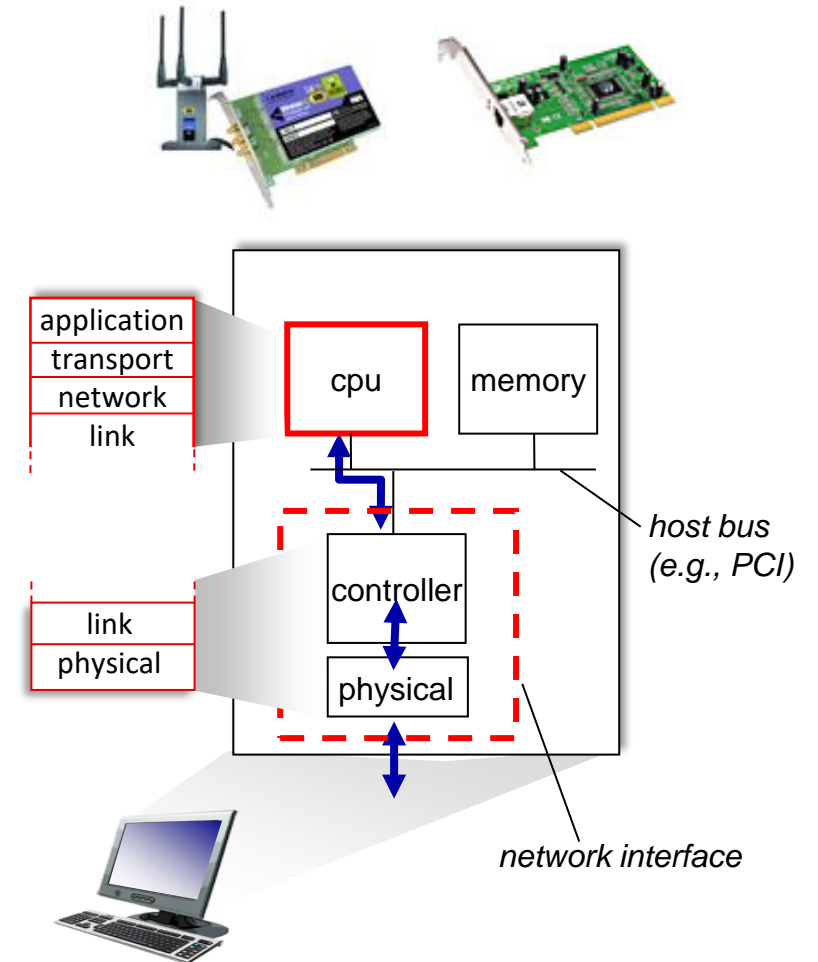 application
transport
network
link
cpu
memory
host bus
(e.g., PCI)
controller
link
physical
physical
network interface